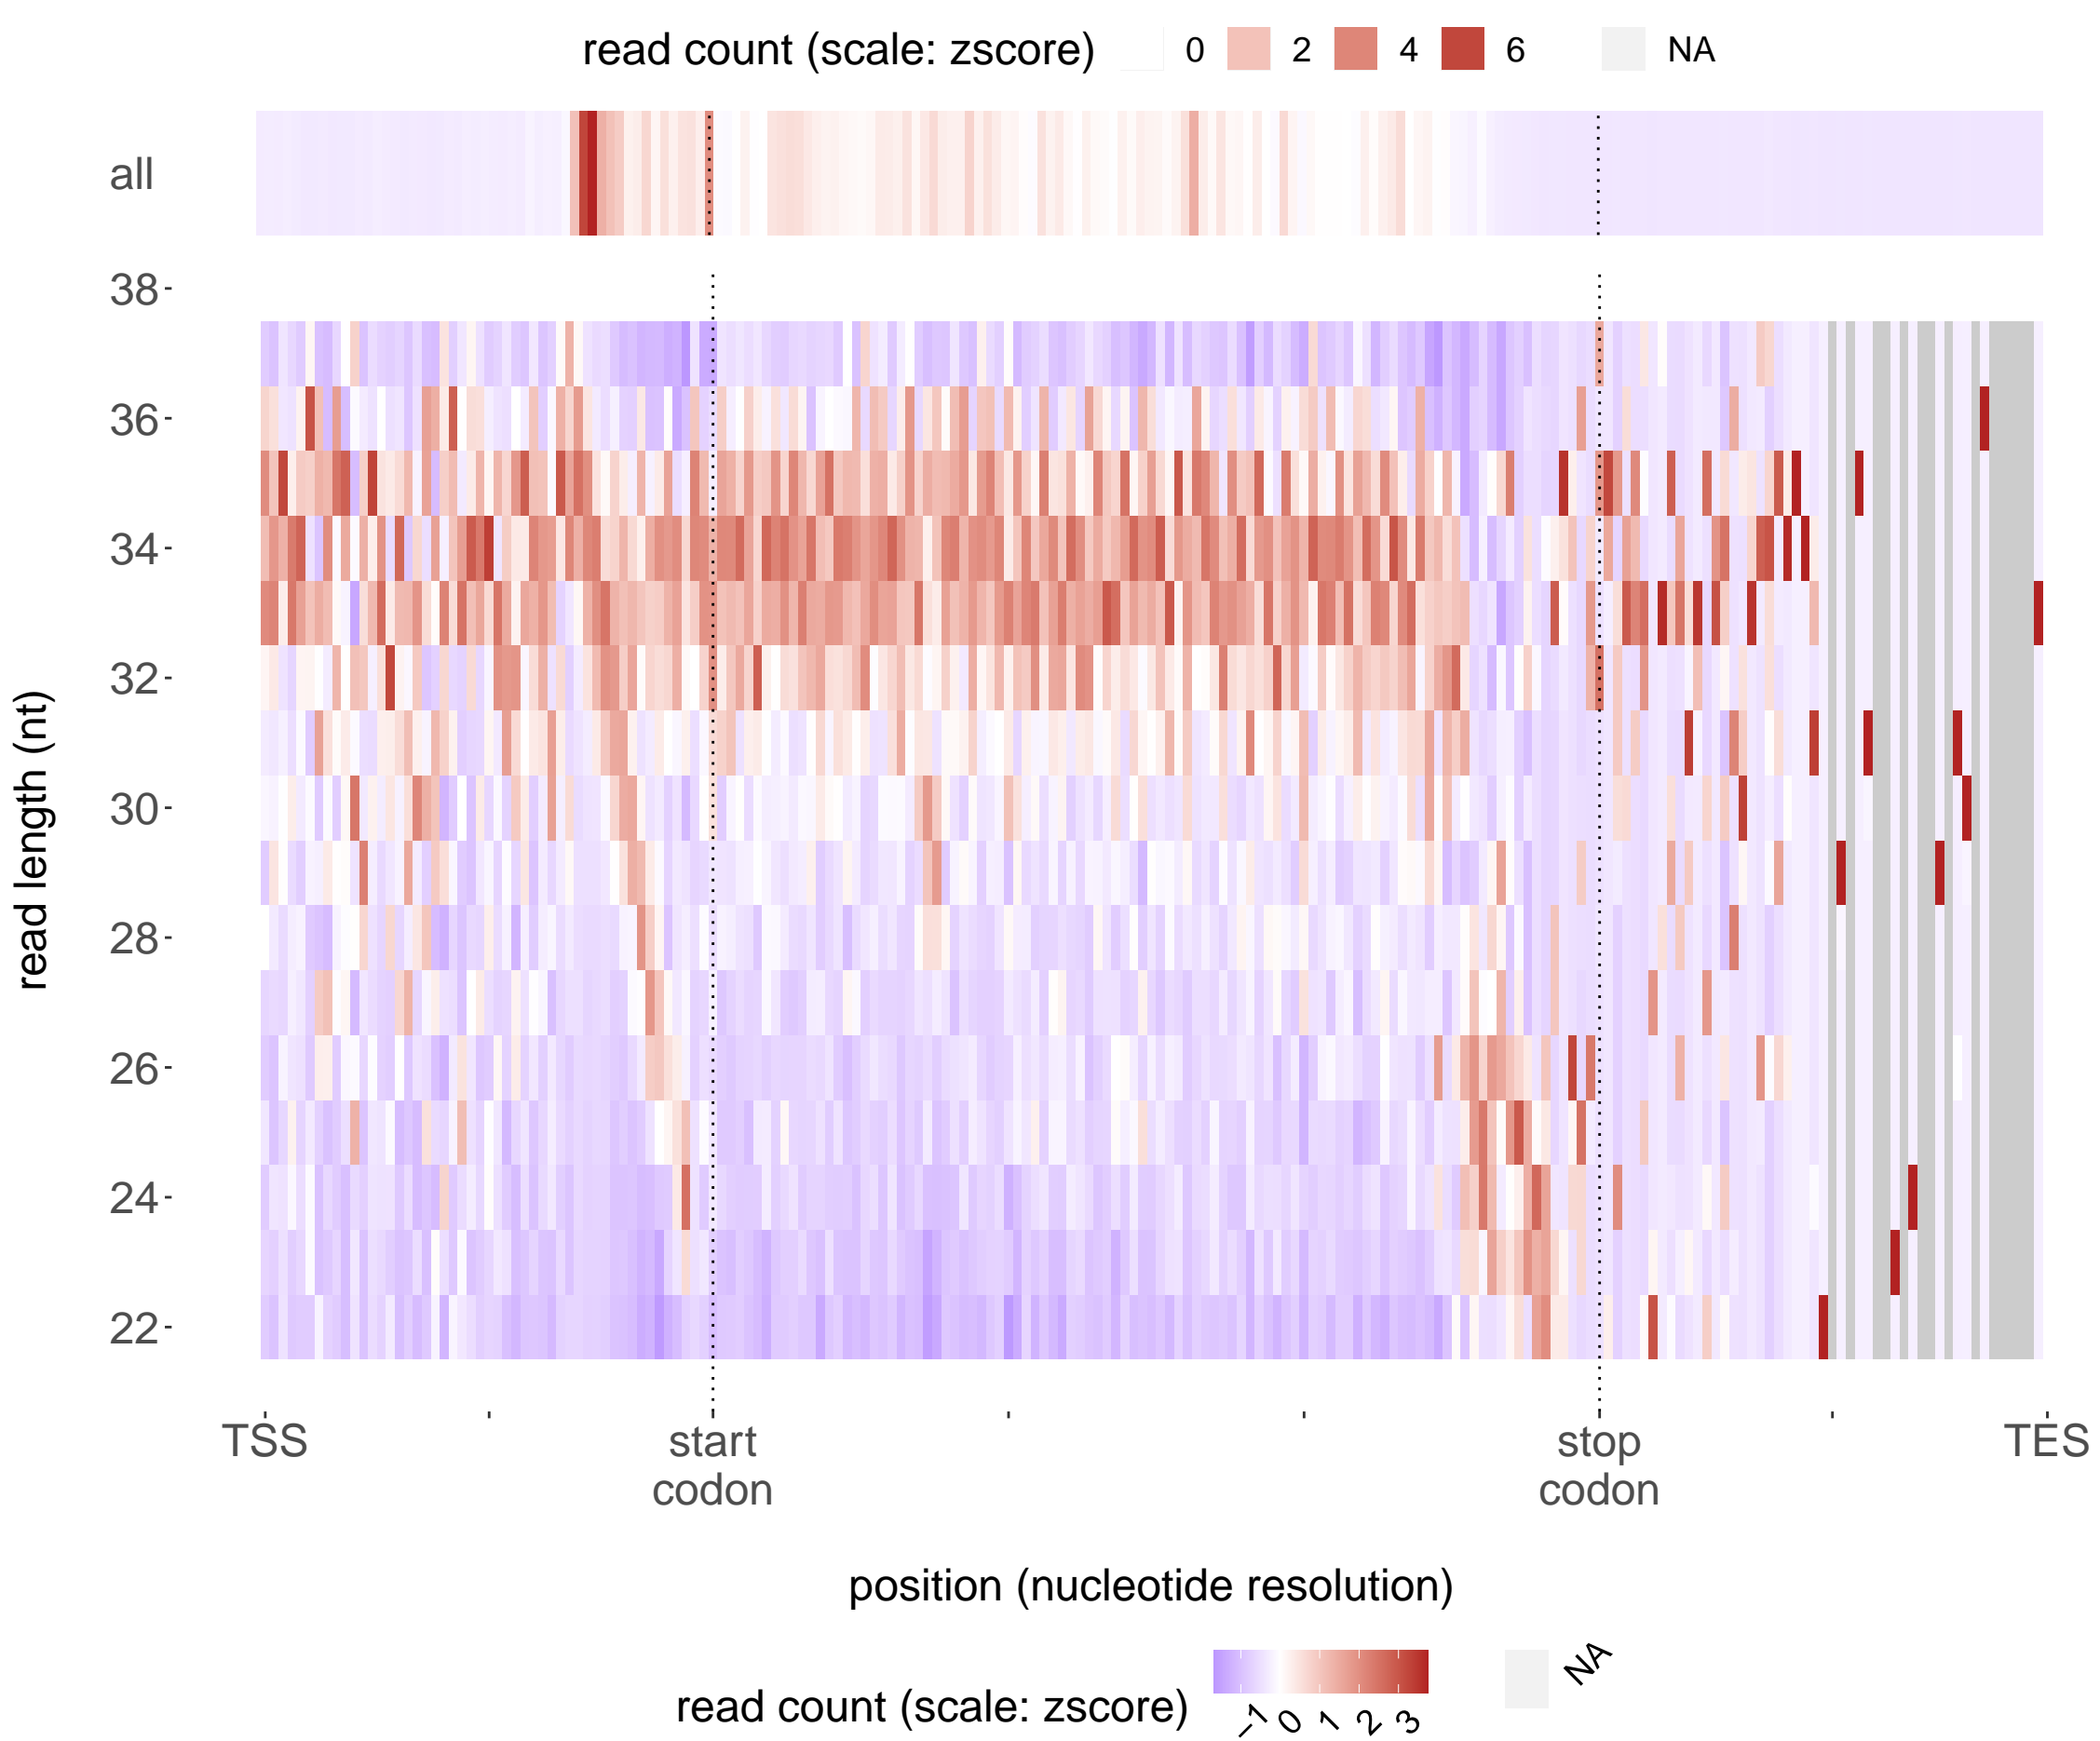 read count (scale: zscore) 0 2 4 6 NA
all
38
36
34
32
30
28
26
24
22
read length (nt)
TSS start codon stop codon TES
position (nucleotide resolution)
read count (scale: zscore) −1 0 1 2 3 NA